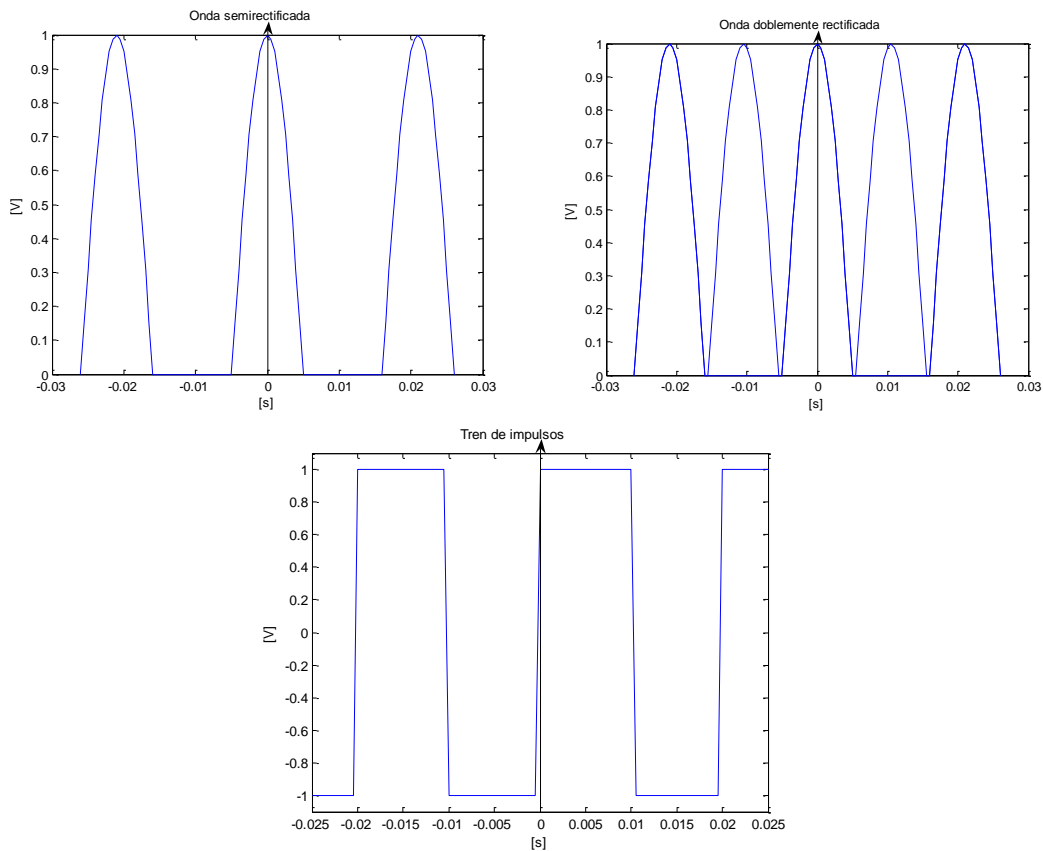 Onda semirectificada
1
0.9
0.8
0.7
0.6
0.5
0.4
0.3
0.2
0.1
0
[V]
-0.03 -0.02 -0.01 0 0.01 0.02 0.03
[s]
Onda doblemente rectificada
1
0.9
0.8
0.7
0.6
0.5
0.4
0.3
0.2
0.1
0
[V]
-0.03 -0.02 -0.01 0 0.01 0.02 0.03
[s]
Tren de impulsos
1
0.8
0.6
0.4
0.2
0
-0.2
-0.4
-0.6
-0.8
-1
[V]
-0.025 -0.02 -0.015 -0.01 -0.005 0 0.005 0.01 0.015 0.02 0.025
[s]